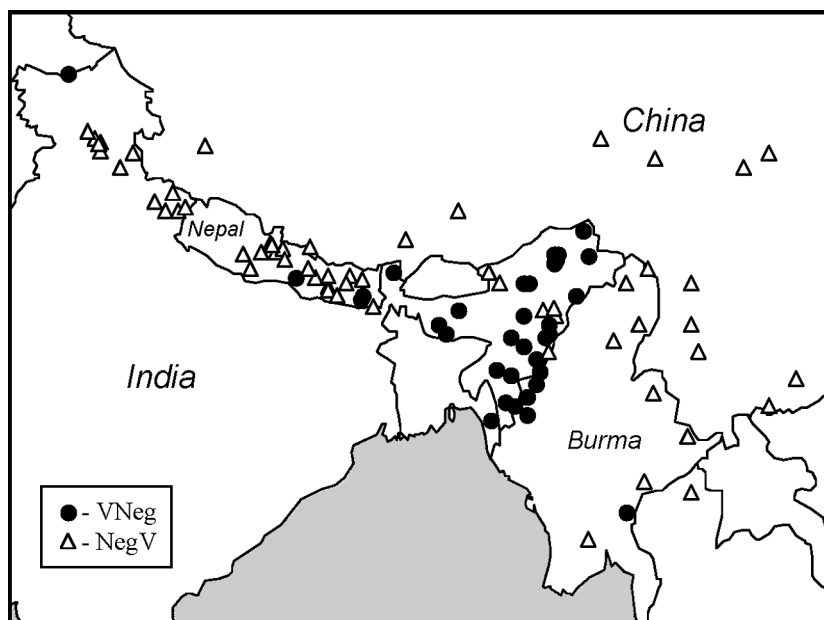 China
Nepal
India
Burma
- VNeg
- NegV